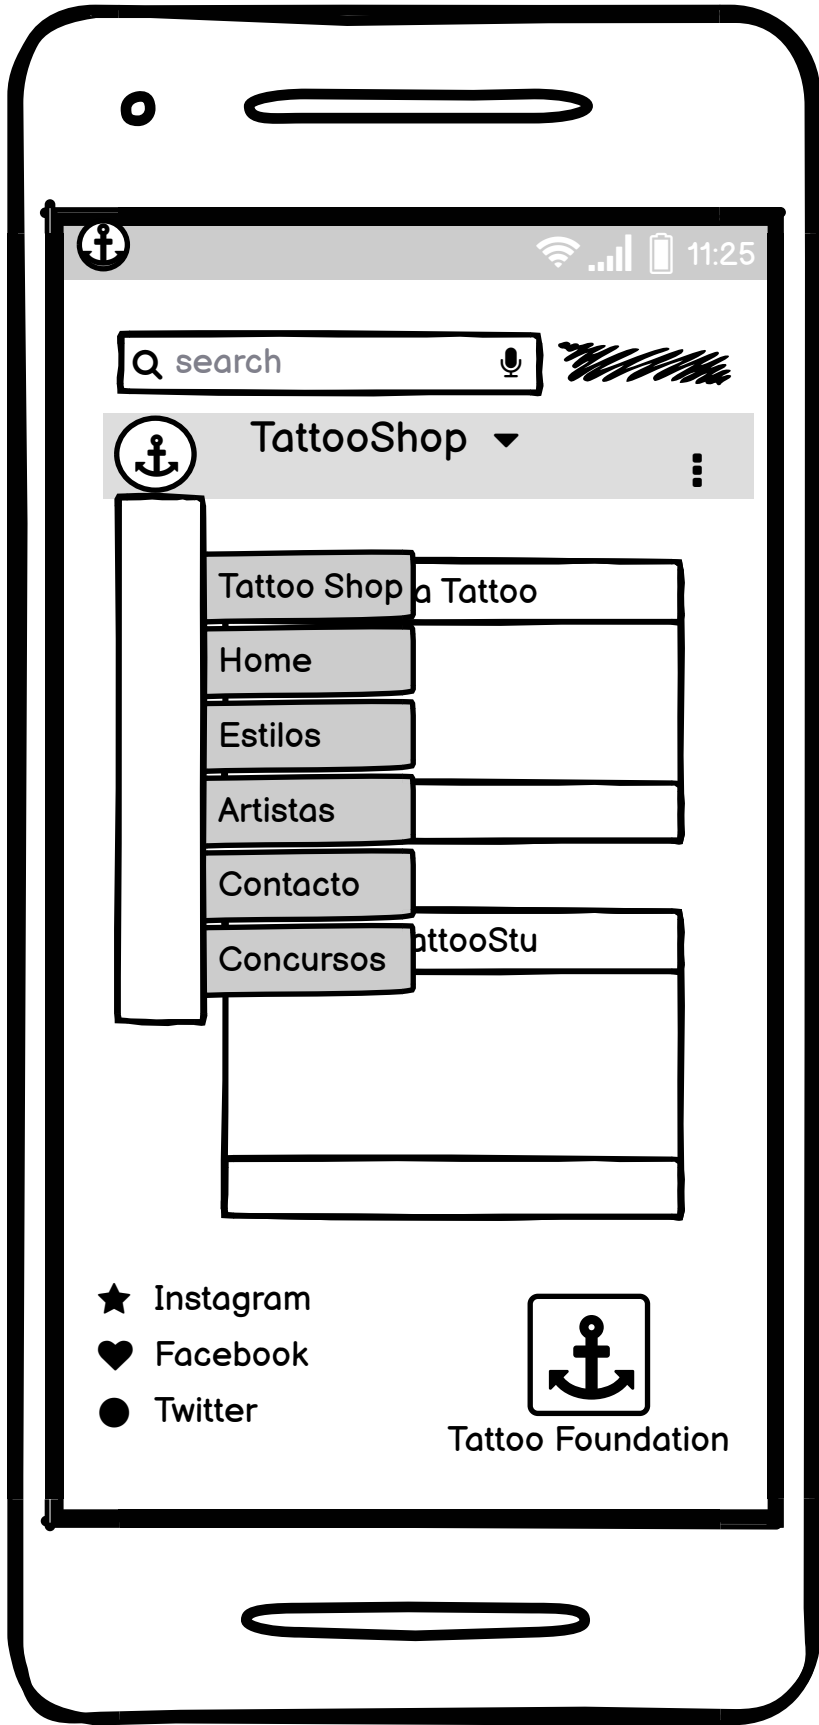 11:25
search
TattooShop
Tattoo Shop
a Tattoo
Home
Estilos
Artistas
Contacto
attooStu
Concursos
Instagram
Facebook
Twitter
Tattoo Foundation